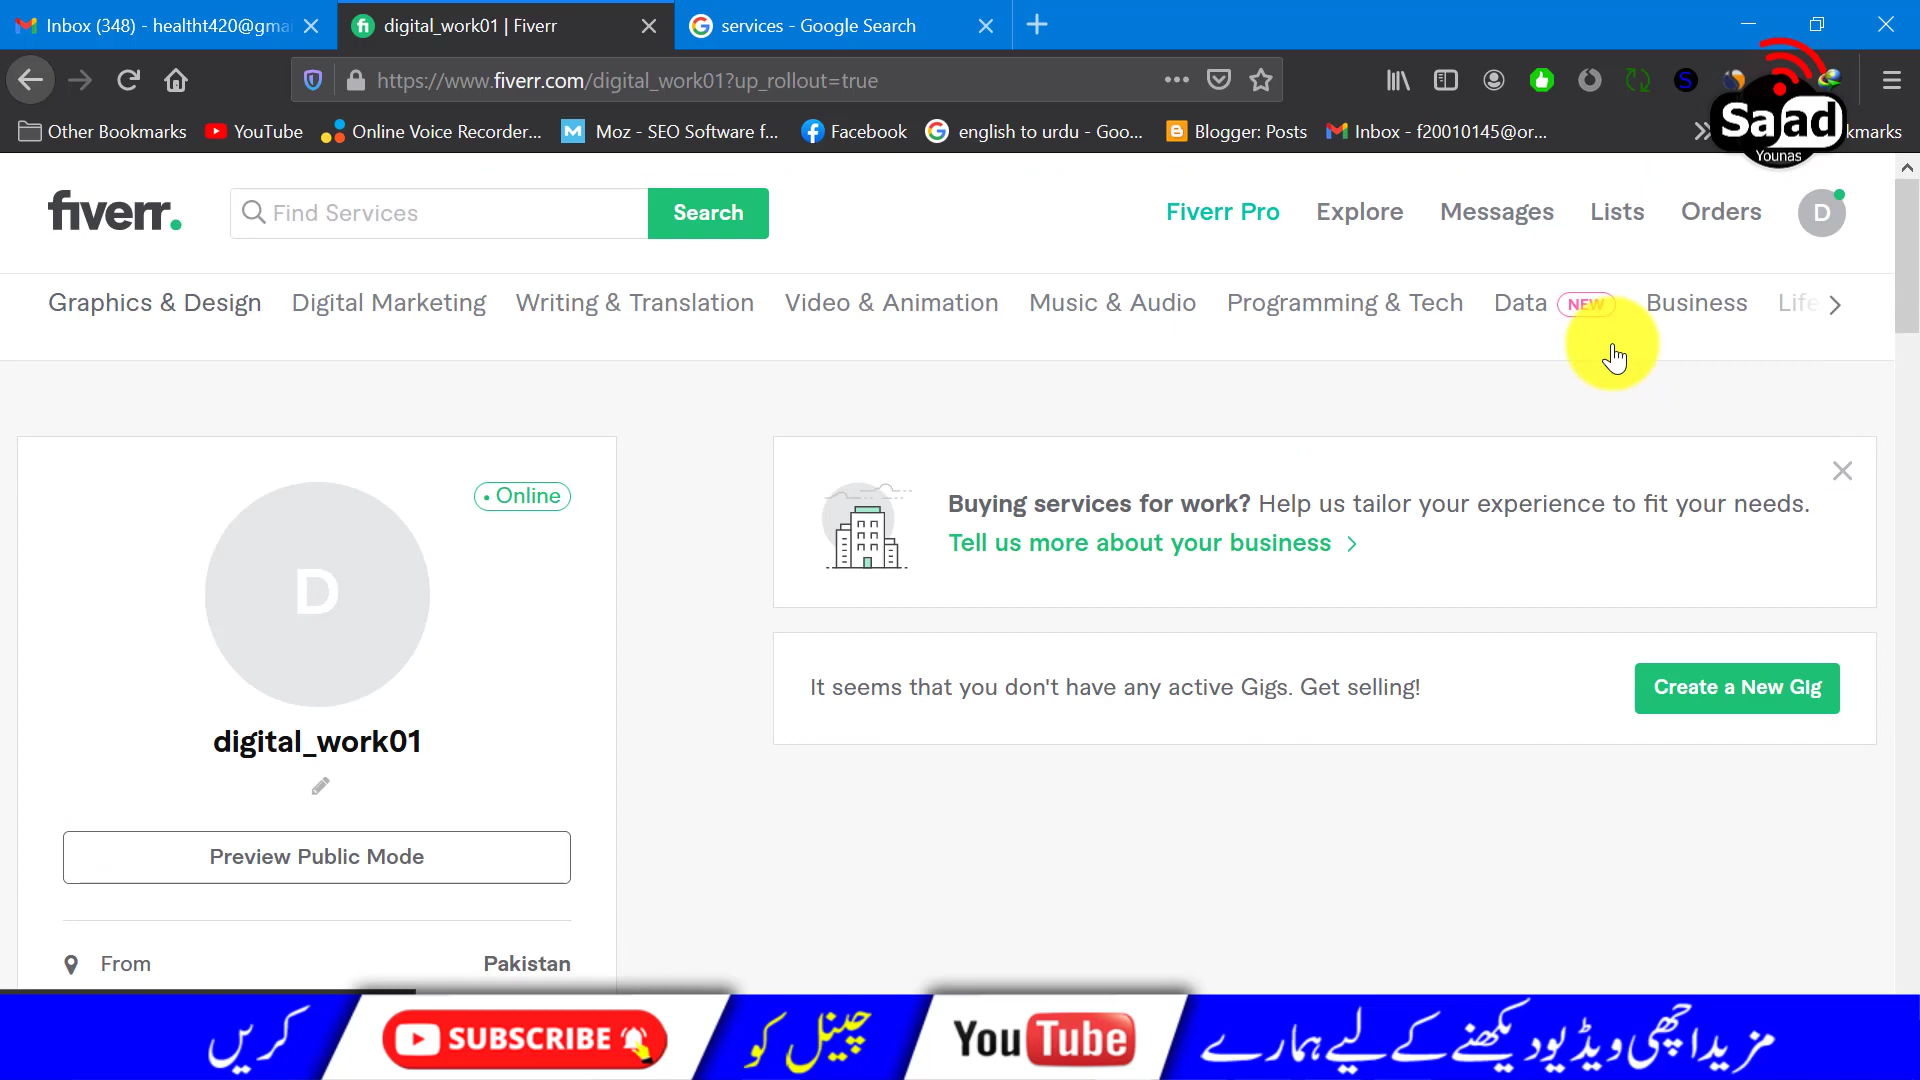 Inbox (348) - healtht420@gma
digital_work01 | Fiverr
services - Google Search
https://www.fiverr.com/digital_work01?up_rollout=true
Other Bookmarks
YouTube
Online Voice Recorder...
Moz - SEO Software f...
Facebook
english to urdu - Goo...
Blogger: Posts
Inbox - f20010145@or...
kmarks
Saad
Younas
fiverr.
Find Services
Search
Fiverr Pro
Explore
Messages
Lists
Orders
D
Graphics & Design
Digital Marketing
Writing & Translation
Video & Animation
Music & Audio
Programming & Tech
Data NEW
Business
Life
Online
D
digital_work01
Preview Public Mode
From
Pakistan
Buying services for work? Help us tailor your experience to fit your needs.
Tell us more about your business
It seems that you don't have any active Gigs. Get selling!
Create a New Gig
مزید اچھی ویڈیوز دیکھنے کے لیے ہمارے YouTube چینل کو SUBSCRIBE کریں